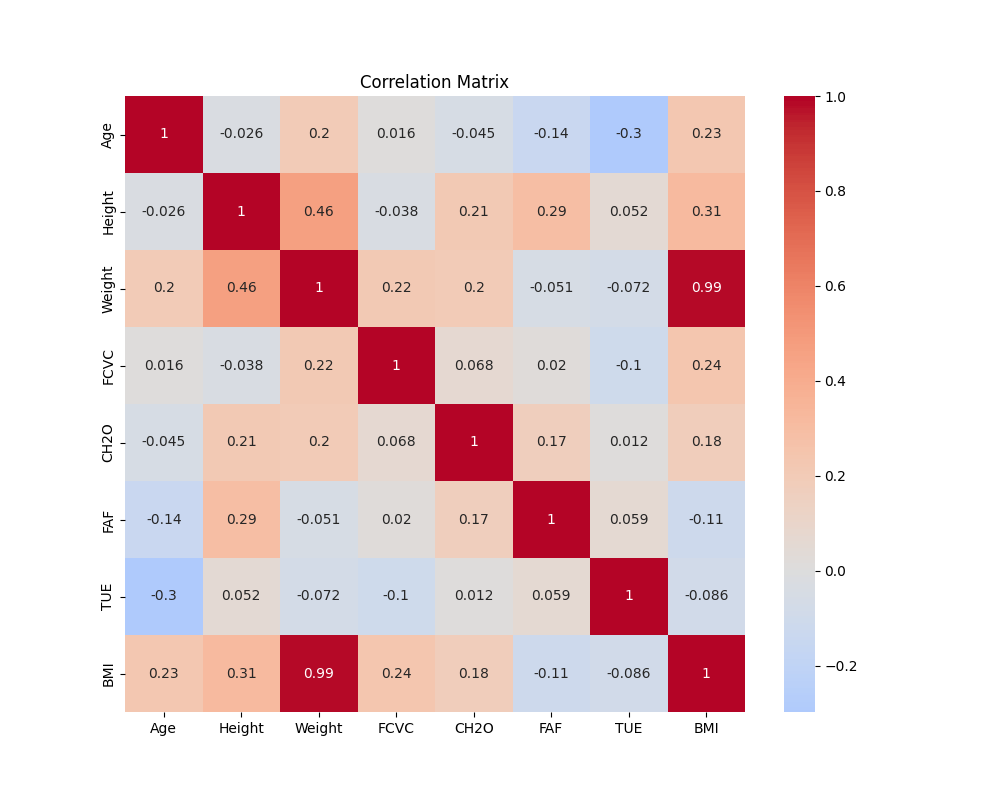 Correlation Matrix
Age 1 -0.026 0.2 0.016 -0.045 -0.14 -0.3 0.23
Height -0.026 1 0.46 -0.038 0.21 0.29 0.052 0.31
Weight 0.2 0.46 1 0.22 0.2 -0.051 -0.072 0.99
FCVC 0.016 -0.038 0.22 1 0.068 0.02 -0.1 0.24
CH2O -0.045 0.21 0.2 0.068 1 0.17 0.012 0.18
FAF -0.14 0.29 -0.051 0.02 0.17 1 0.059 -0.11
TUE -0.3 0.052 -0.072 -0.1 0.012 0.059 1 -0.086
BMI 0.23 0.31 0.99 0.24 0.18 -0.11 -0.086 1
Age Height Weight FCVC CH2O FAF TUE BMI
1.0
0.8
0.6
0.4
0.2
0.0
−0.2